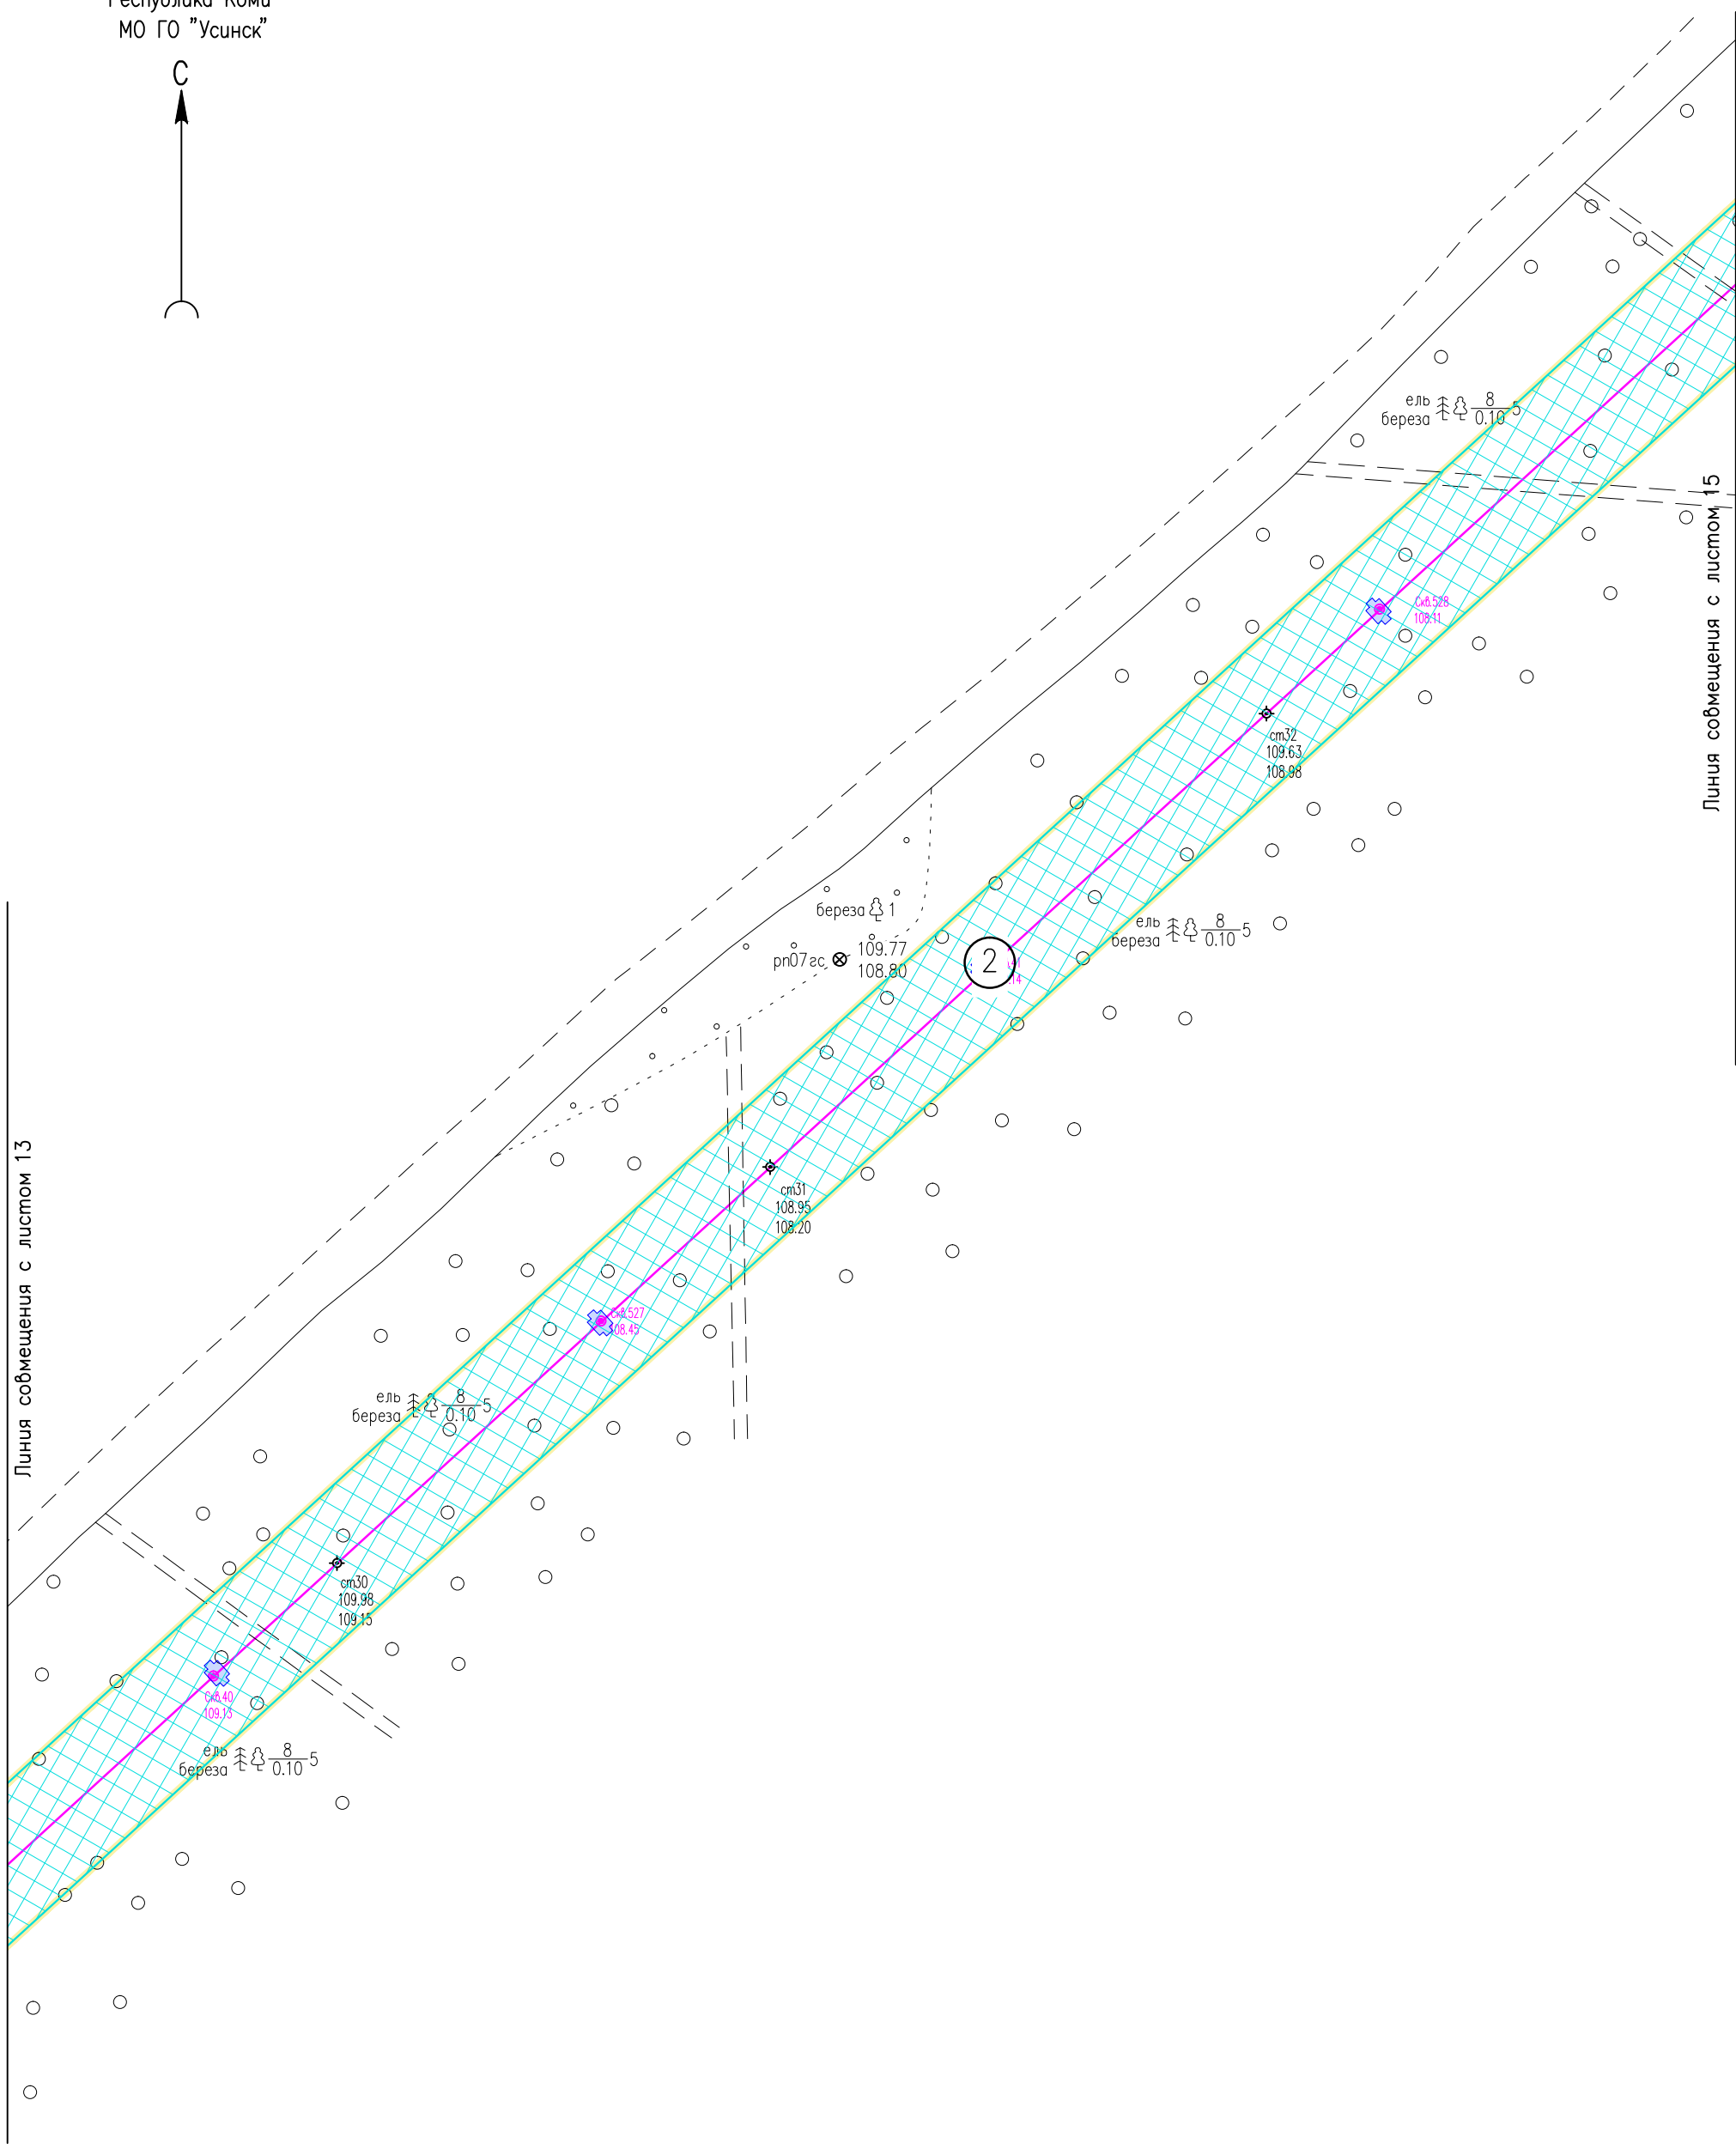 Республика Коми
МО ГО "Усинск"
С
ель
береза 8
0.10 5
Линия совмещения с листом 15
Скв.528
108.11
ст32
109.63
108.98
береза 1
рп07гс 109.77
108.80
2
ель
береза 8
0.10 5
ст31
108.95
108.20
Линия совмещения с листом 13
Скв.527
108.45
ель
береза 8
0.10 5
ст30
109.98
109.15
Скв.40
109.13
ель
береза 8
0.10 5